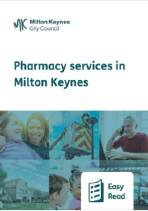 Milton Keynes
City Council
Pharmacy services in
Milton Keynes
Easy
Read